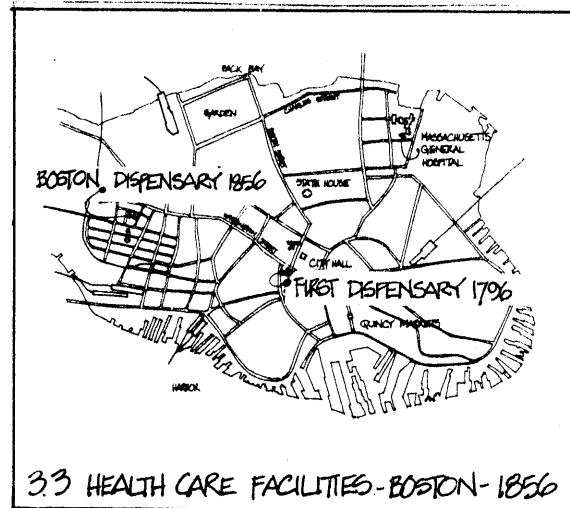 BACK BAY
GARDEN
CHARLES STREET
MASSACHUSETTS
GENERAL
HOSPITAL
BOSTON DISPENSARY 1856
STATE HOUSE
STREET
CITY HALL
FIRST DISPENSARY 1796
QUINCY MARKETS
HARBOR
3.3 HEALTH CARE FACILITIES-BOSTON-1856